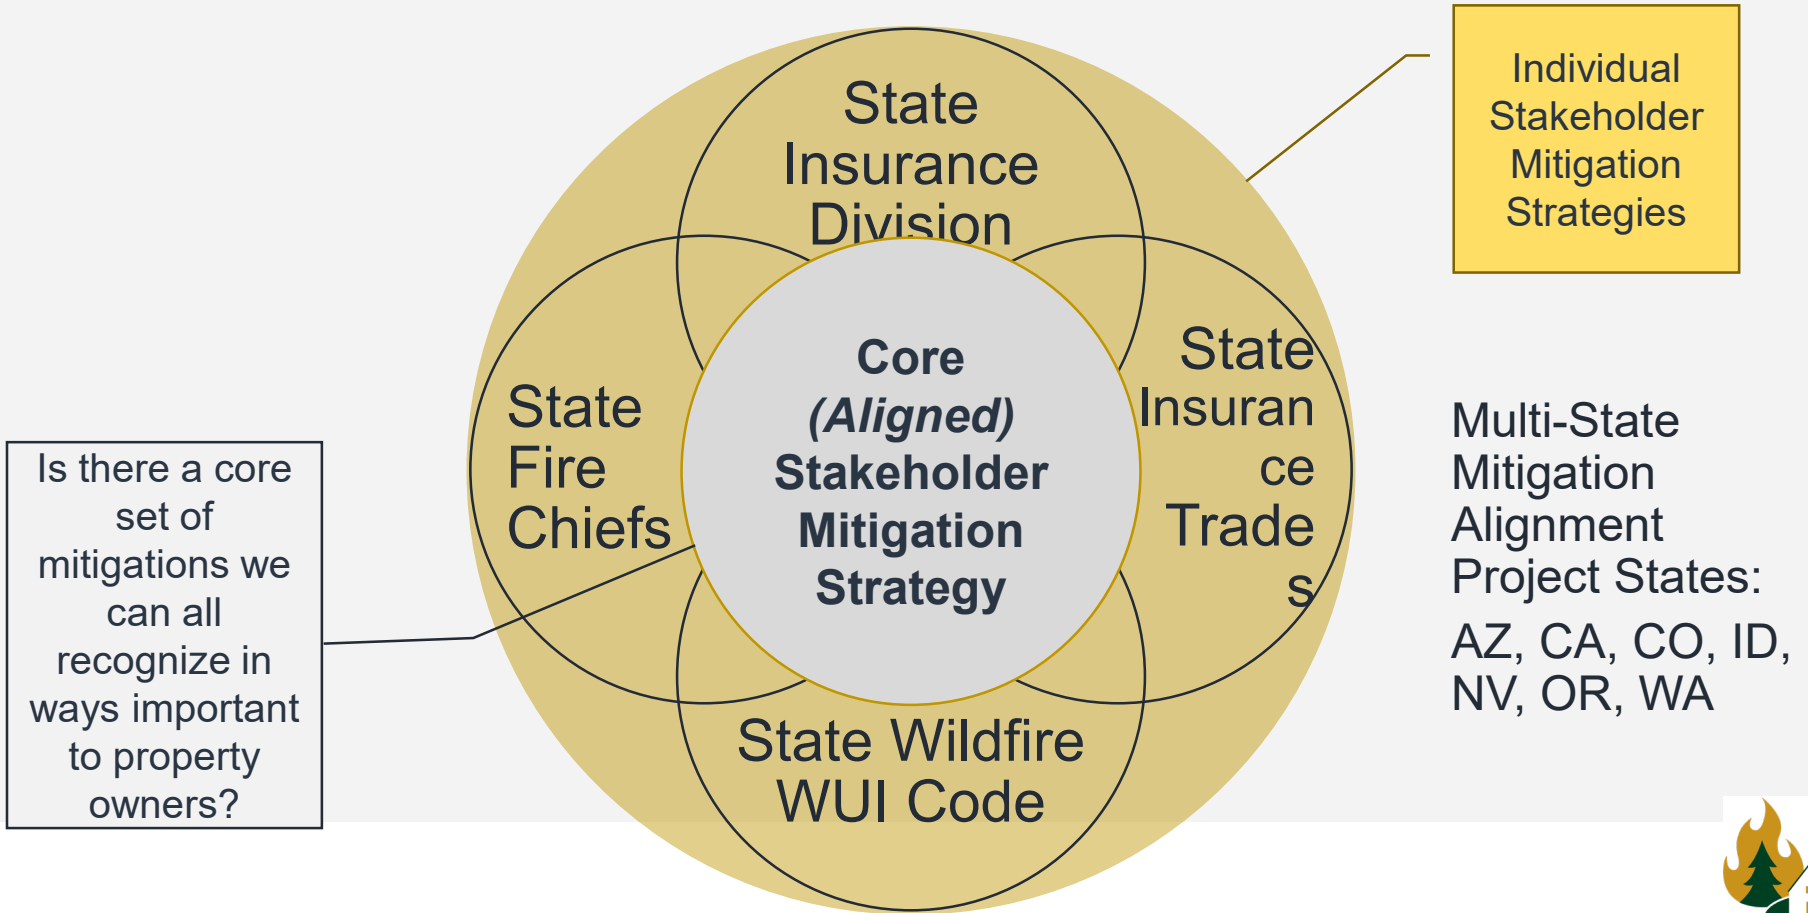 State
Insurance
Division
Individual
Stakeholder
Mitigation
Strategies
State
Fire
Chiefs
Core
(Aligned)
Stakeholder
Mitigation
Strategy
State
Insuran
ce
Trade
s
State Wildfire
WUI Code
Is there a core
set of
mitigations we
can all
recognize in
ways important
to property
owners?
Multi-State
Mitigation
Alignment
Project States:
AZ, CA, CO, ID,
NV, OR, WA